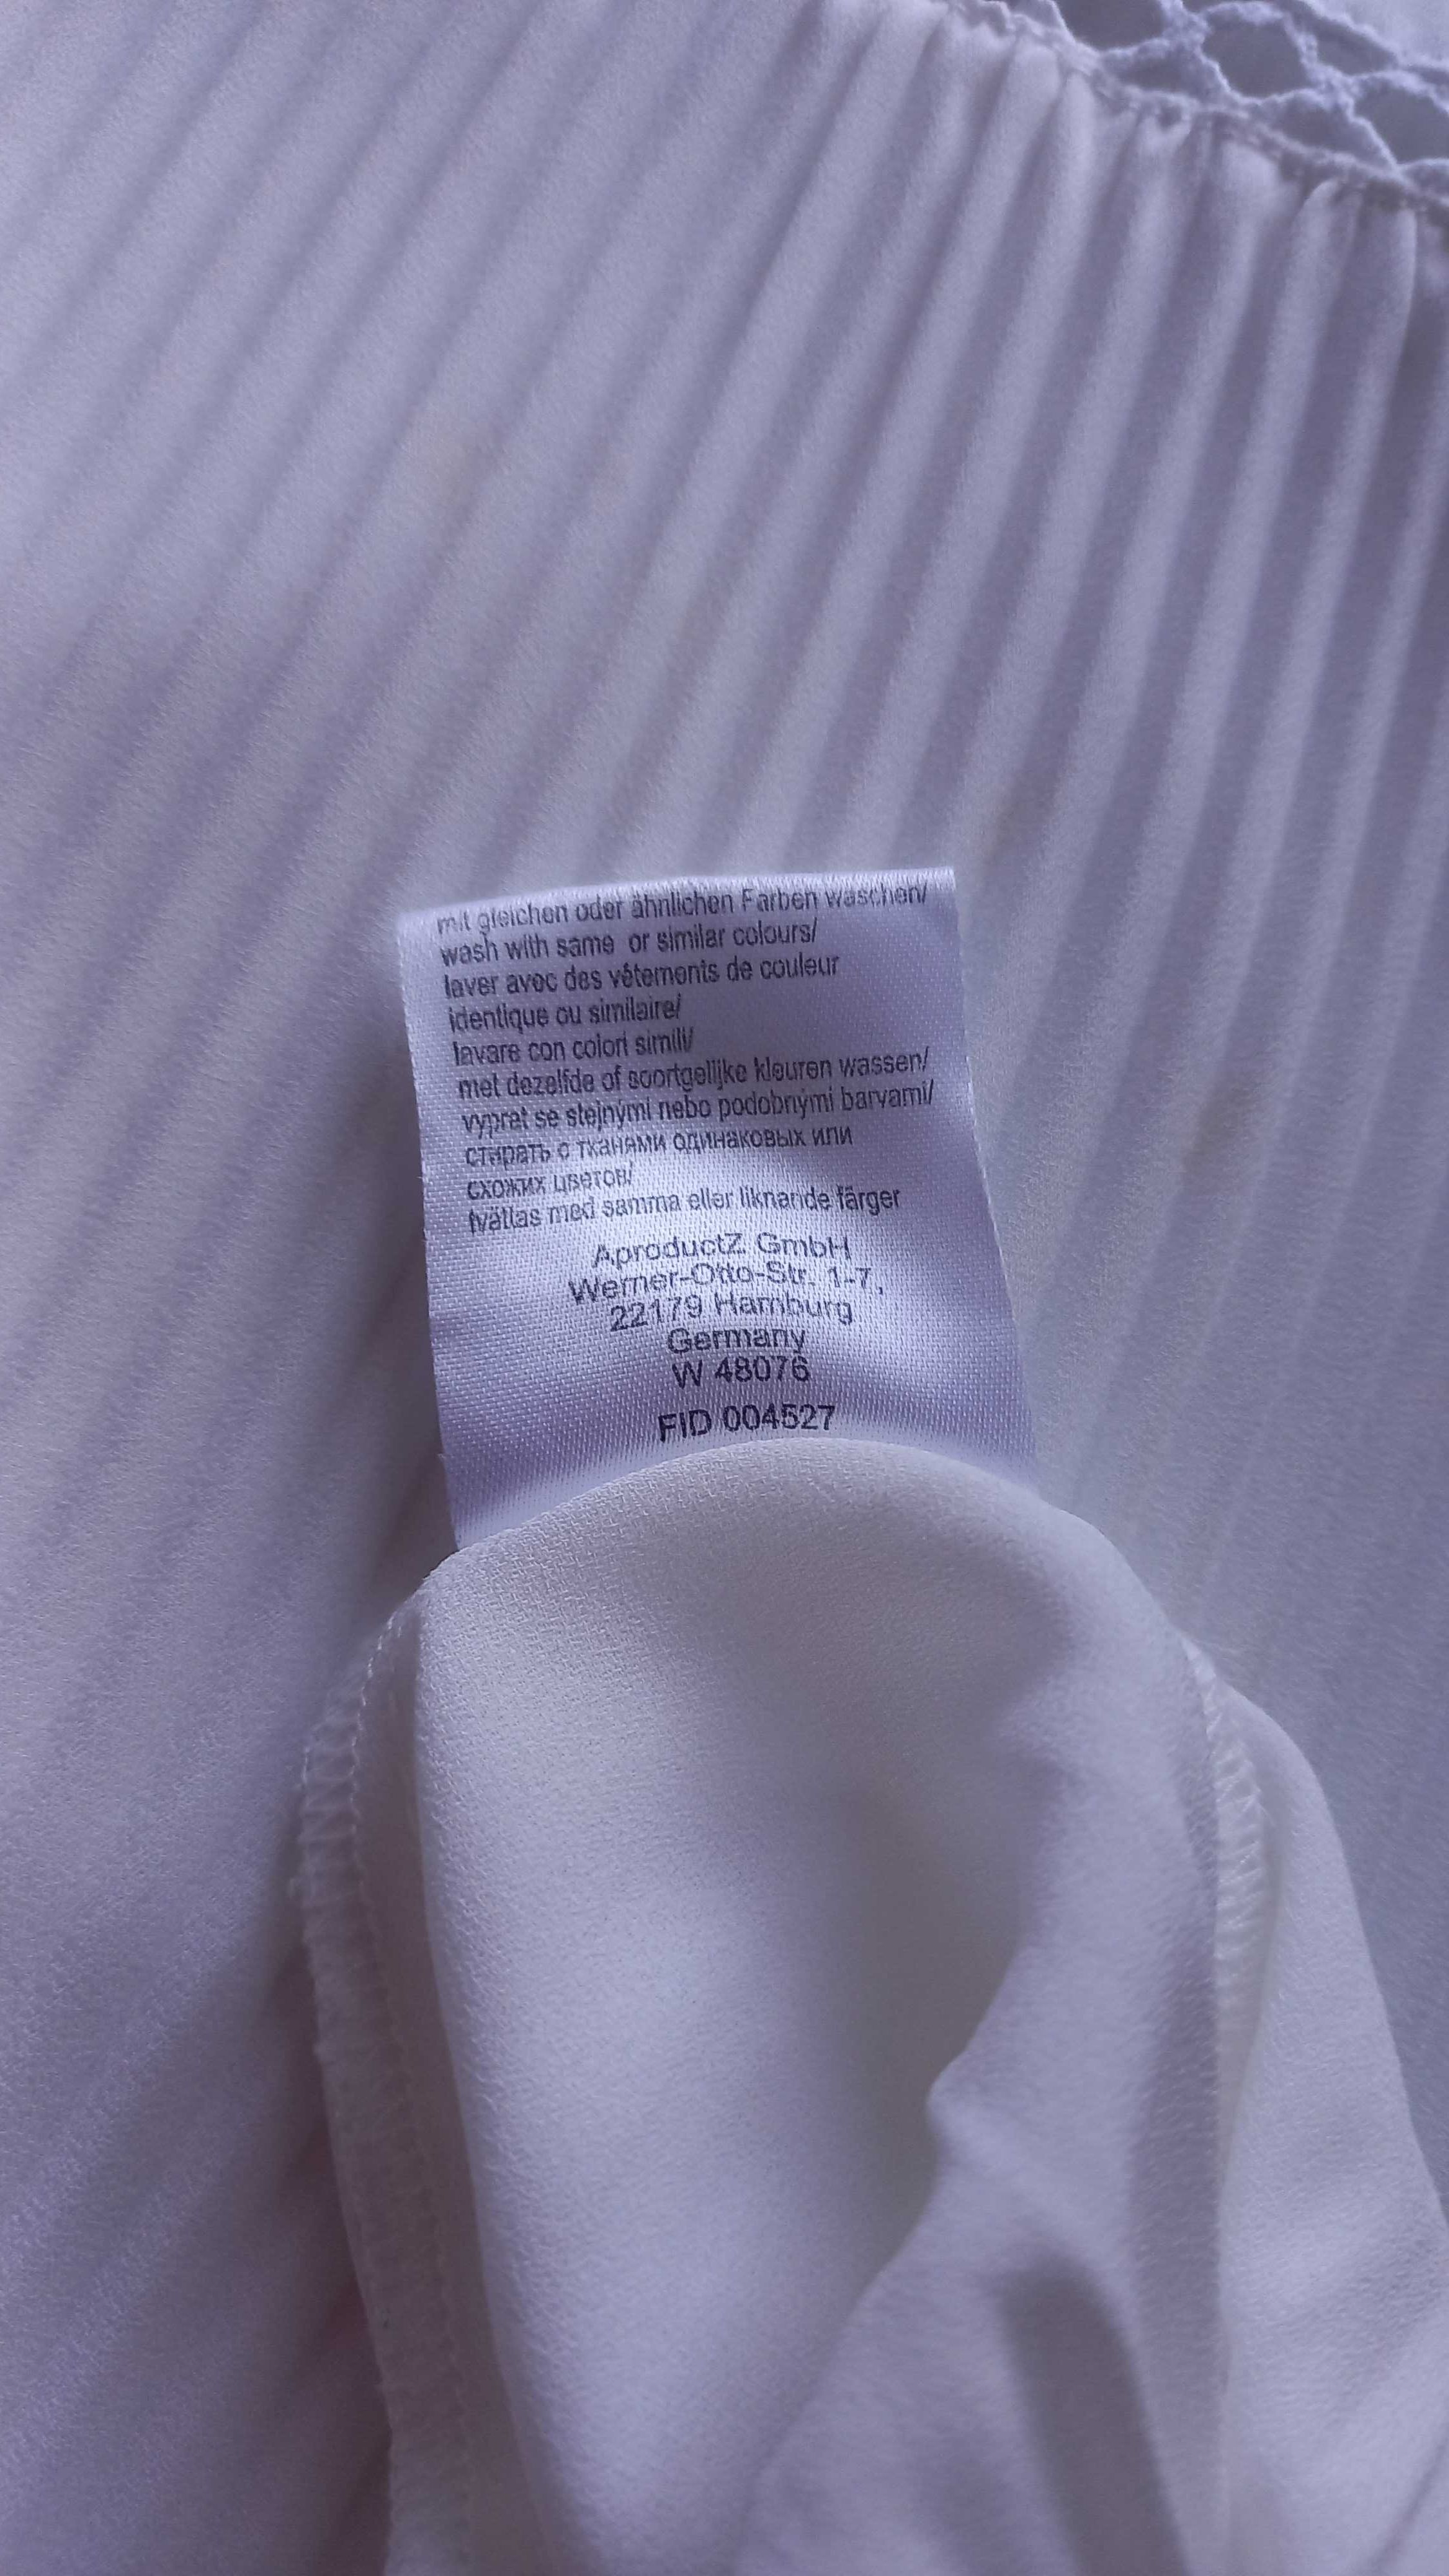 mit gleichen oder ähnlichen Farben waschen/
wash with same or similar colours/
laver avec des vêtements de couleur
identique ou similaire/
lavare con colori simili/
met dezelfde of soortgelijke kleuren wassen/
vyprat se stejnými nebo podobnými barvami/
стирать с тканями одинаковых или
схожих цветов/
tvättas med samma eller liknande färger
AproductZ GmbH
Werner-Otto-Str. 1-7,
22179 Hamburg
Germany
W 48076
FID 004527